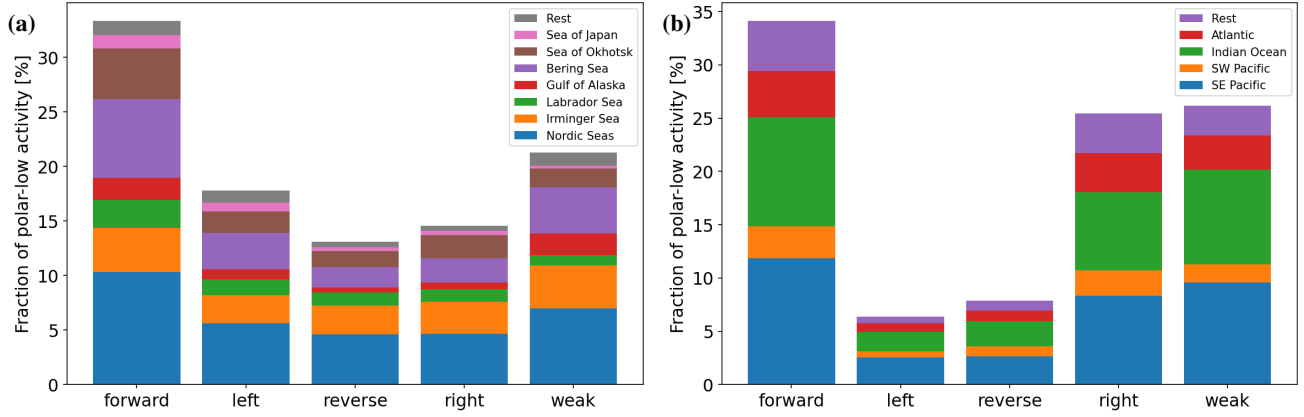 (a)
Fraction of polar-low activity [%]
30
25
20
15
10
5
0
Rest
Sea of Japan
Sea of Okhotsk
Bering Sea
Gulf of Alaska
Labrador Sea
Irminger Sea
Nordic Seas
forward left reverse right weak
(b)
Fraction of polar-low activity [%]
35
30
25
20
15
10
5
0
Rest
Atlantic
Indian Ocean
SW Pacific
SE Pacific
forward left reverse right weak